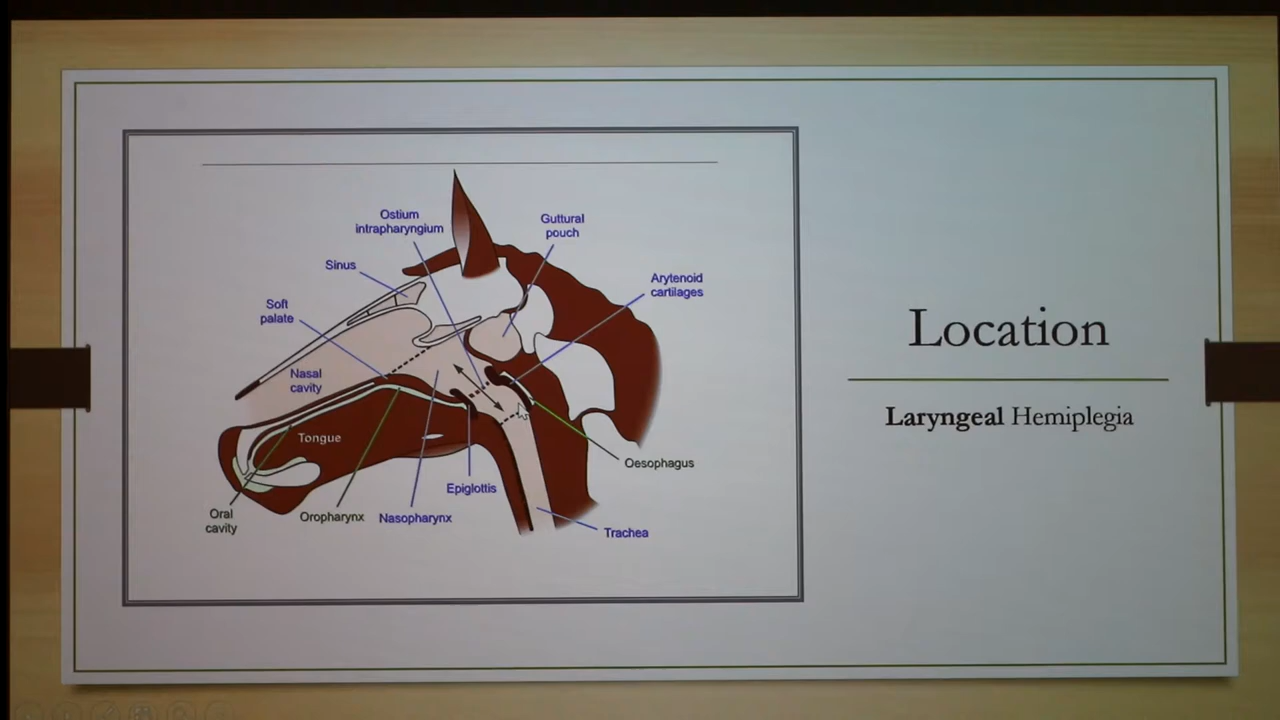 Ostium
intrapharyngium
Guttural
pouch
Sinus
Arytenoid
cartilages
Soft
palate
Nasal
cavity
Tongue
Oesophagus
Epiglottis
Oral
cavity
Oropharynx
Nasopharynx
Trachea
Location
Laryngeal Hemiplegia